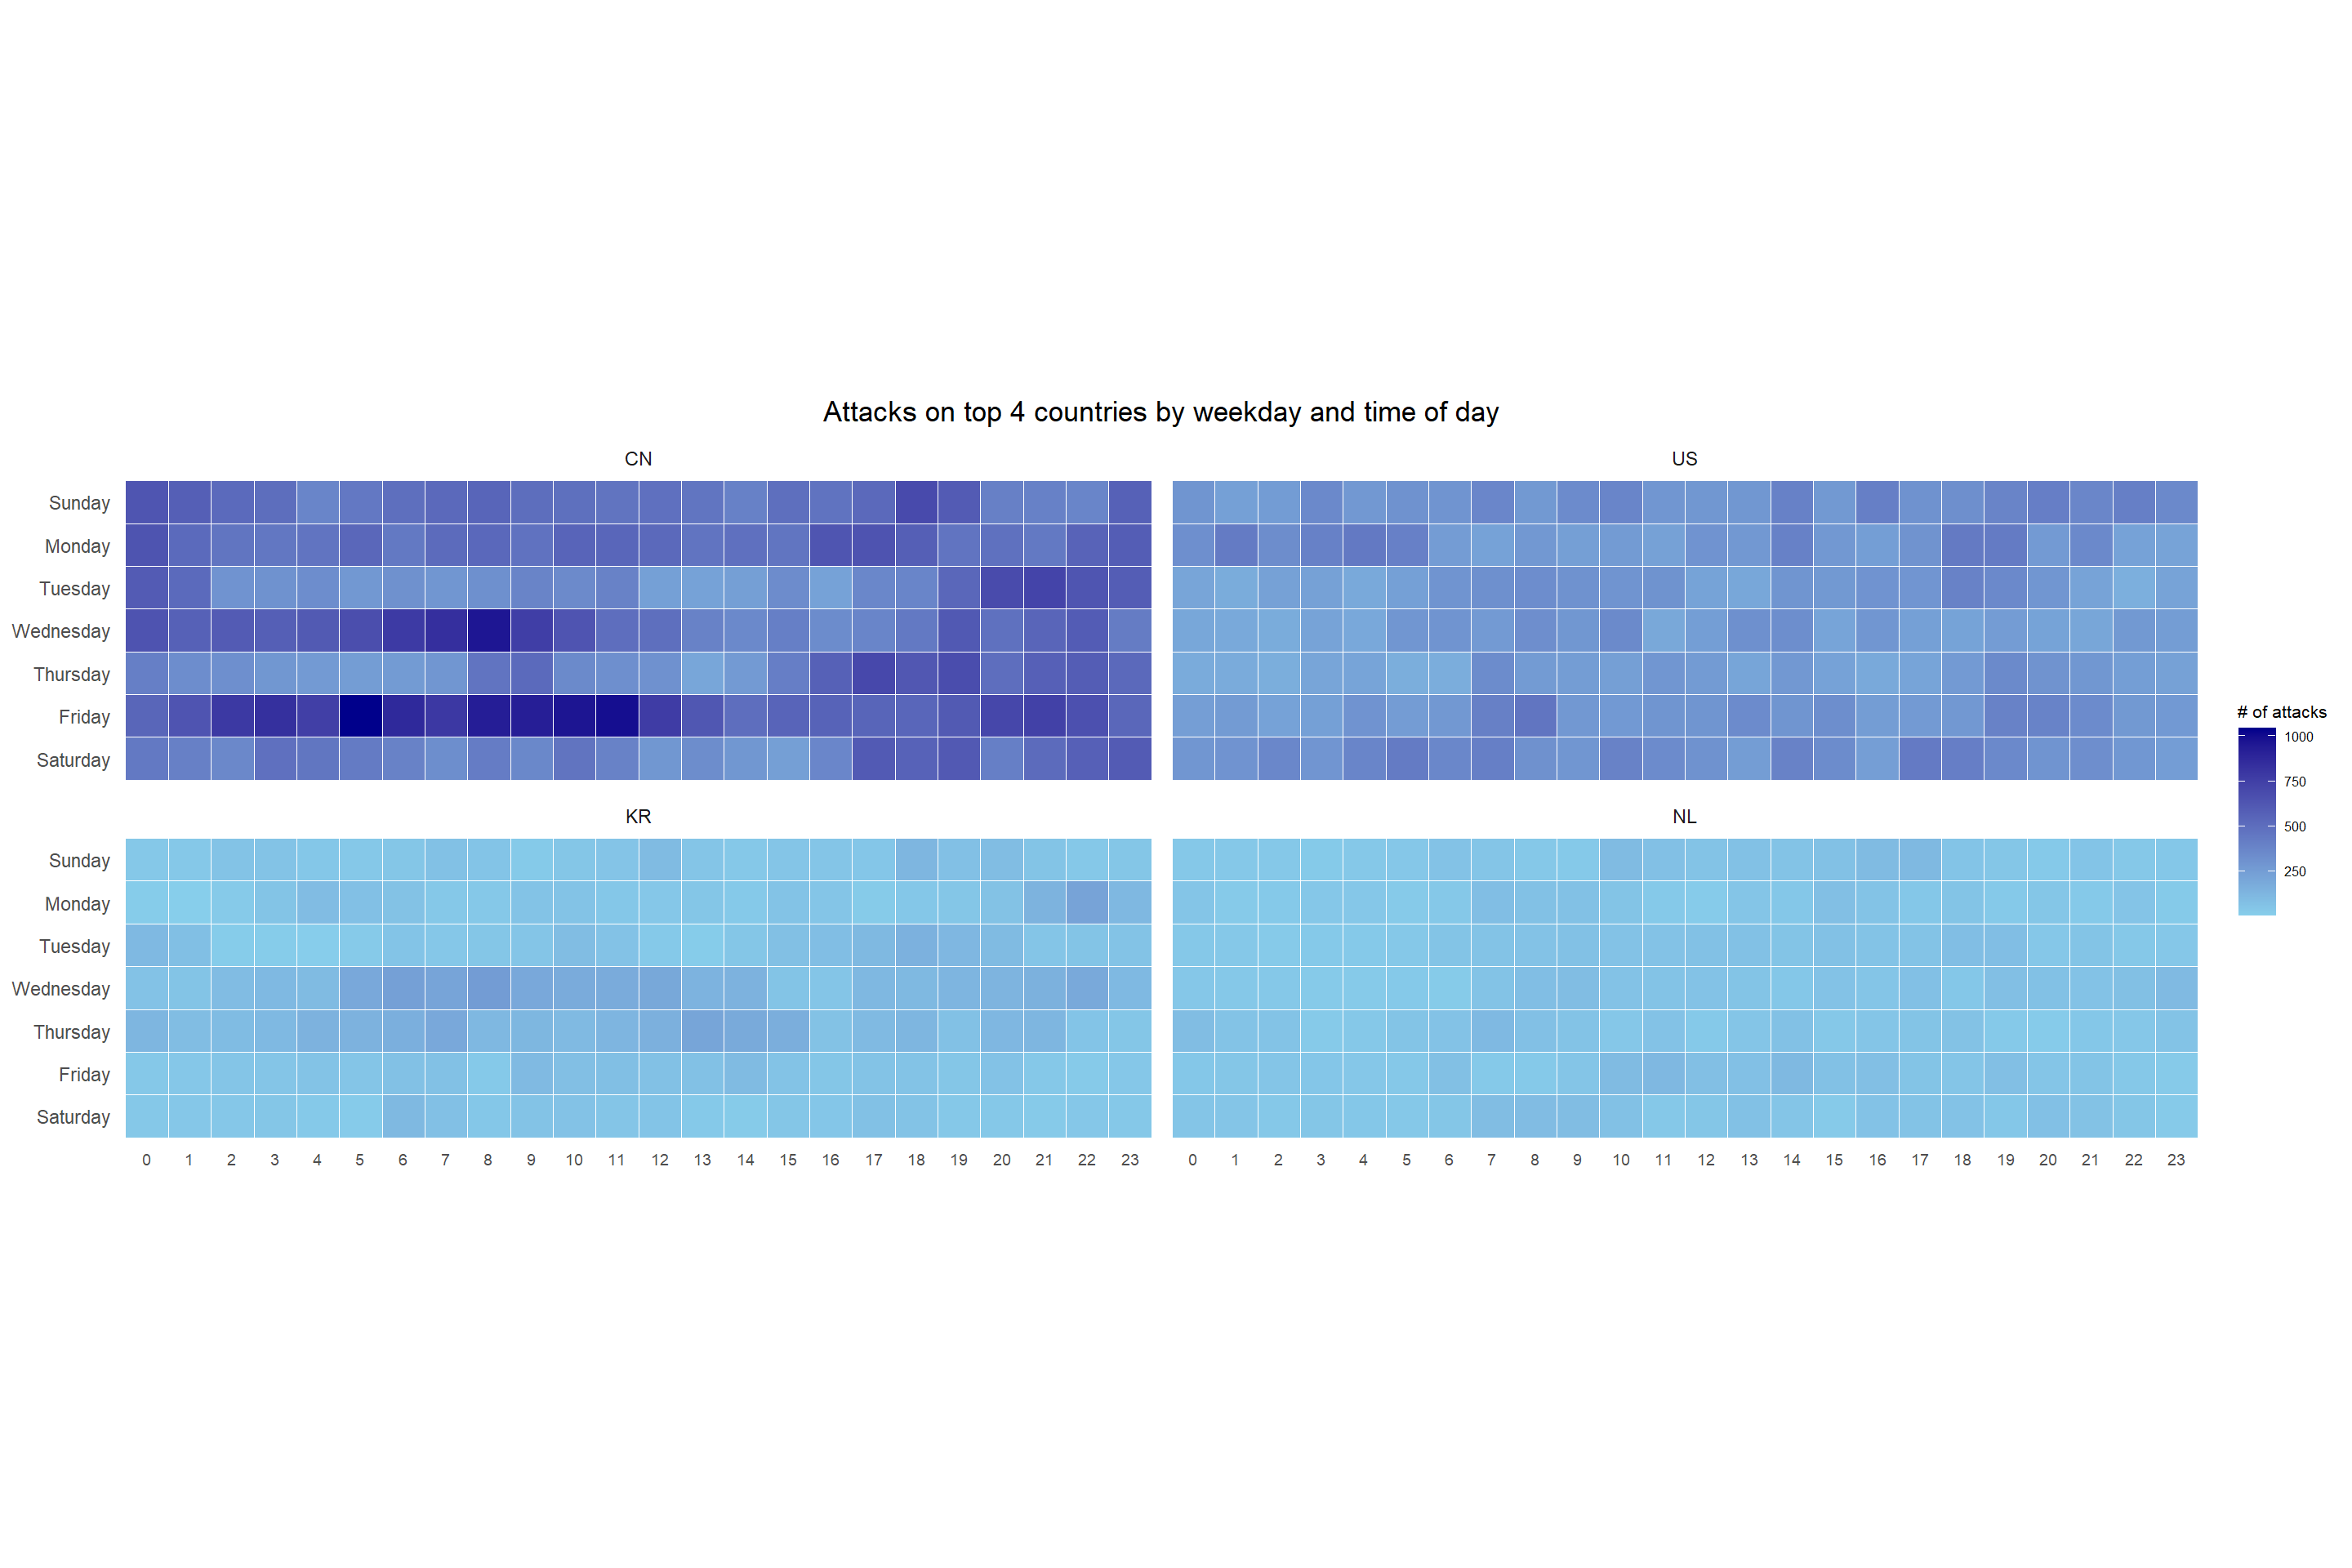 Attacks on top 4 countries by weekday and time of day
CN
US
Sunday
Monday
Tuesday
Wednesday
Thursday
Friday
Saturday
KR
NL
Sunday
Monday
Tuesday
Wednesday
Thursday
Friday
Saturday
0 1 2 3 4 5 6 7 8 9 10 11 12 13 14 15 16 17 18 19 20 21 22 23
0 1 2 3 4 5 6 7 8 9 10 11 12 13 14 15 16 17 18 19 20 21 22 23
# of attacks
1000
750
500
250